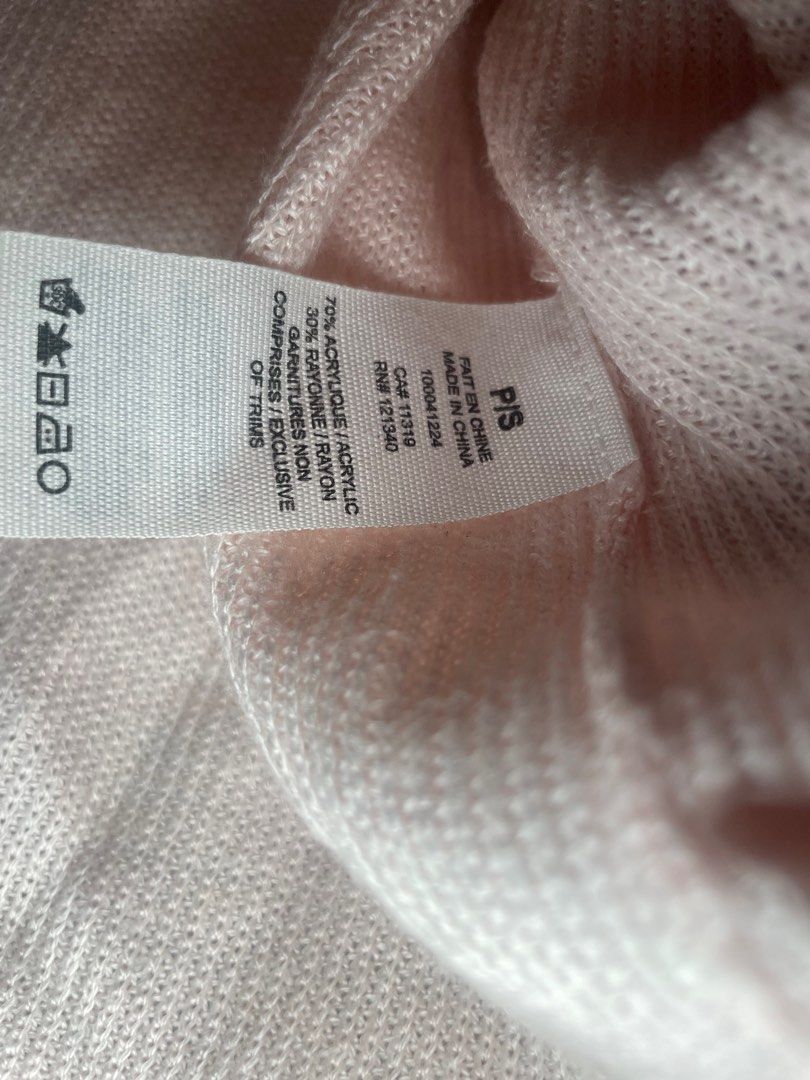 P/S
FAIT EN CHINE
MADE IN CHINA
100041224
CA# 11319
RN# 121340
70% ACRYLIQUE / ACRYLIC
30% RAYONNE / RAYON
GARNITURES NON
COMPRISES / EXCLUSIVE
OF TRIMS